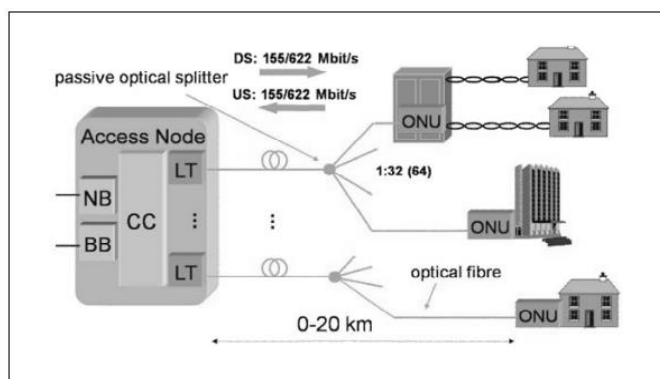 DS: 155/622 Mbit/s
passive optical splitter
US: 155/622 Mbit/s
ONU
Access Node
LT
1:32 (64)
NB
CC
BB
ONU
LT
optical fibre
0-20 km
ONU